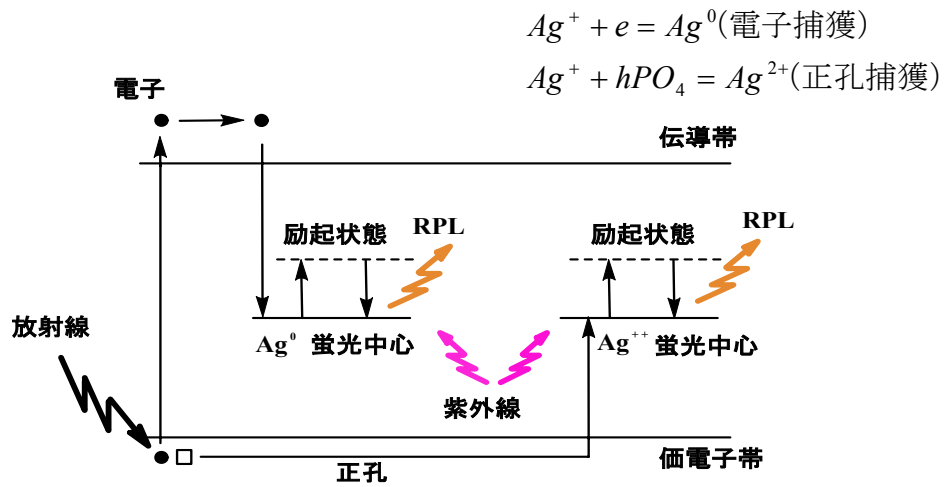 Ag⁺ + e = Ag⁰(電子捕獲)
Ag⁺ + hPO₄ = Ag²⁺(正孔捕獲)
電子
伝導帯
励起状態
RPL
励起状態
RPL
放射線
Ag⁰ 蛍光中心
Ag⁺⁺ 蛍光中心
紫外線
価電子帯
正孔